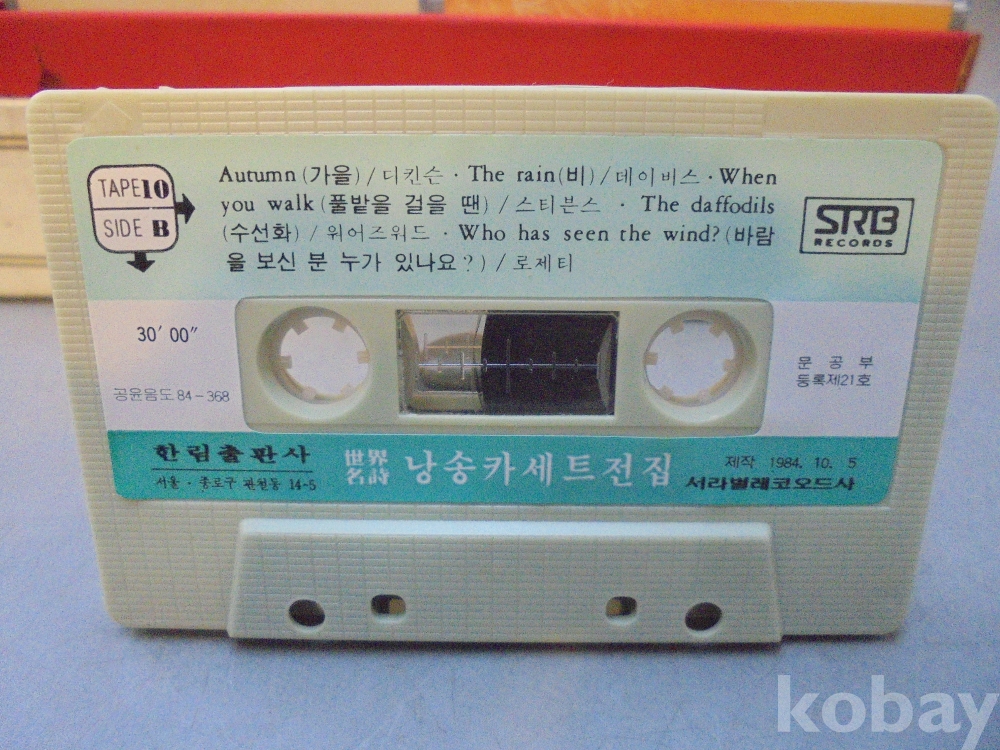 TAPE 10
SIDE B
Autumn (가을) / 디킨슨 · The rain (비) / 데이비스 · When
you walk (풀밭을 걸을 땐) / 스티븐스 · The daffodils
(수선화) / 워어즈워드 · Who has seen the wind? (바람
을 보신 분 누가 있나요?) / 로제티
SRB
RECORDS
30′ 00″
공윤음도 84-368
문공부
등록제21호
한림출판사
서울·종로구 관철동 14-5
世界
名詩
낭송카세트전집
제작 1984. 10. 5
서라벌레코오드사
kobay